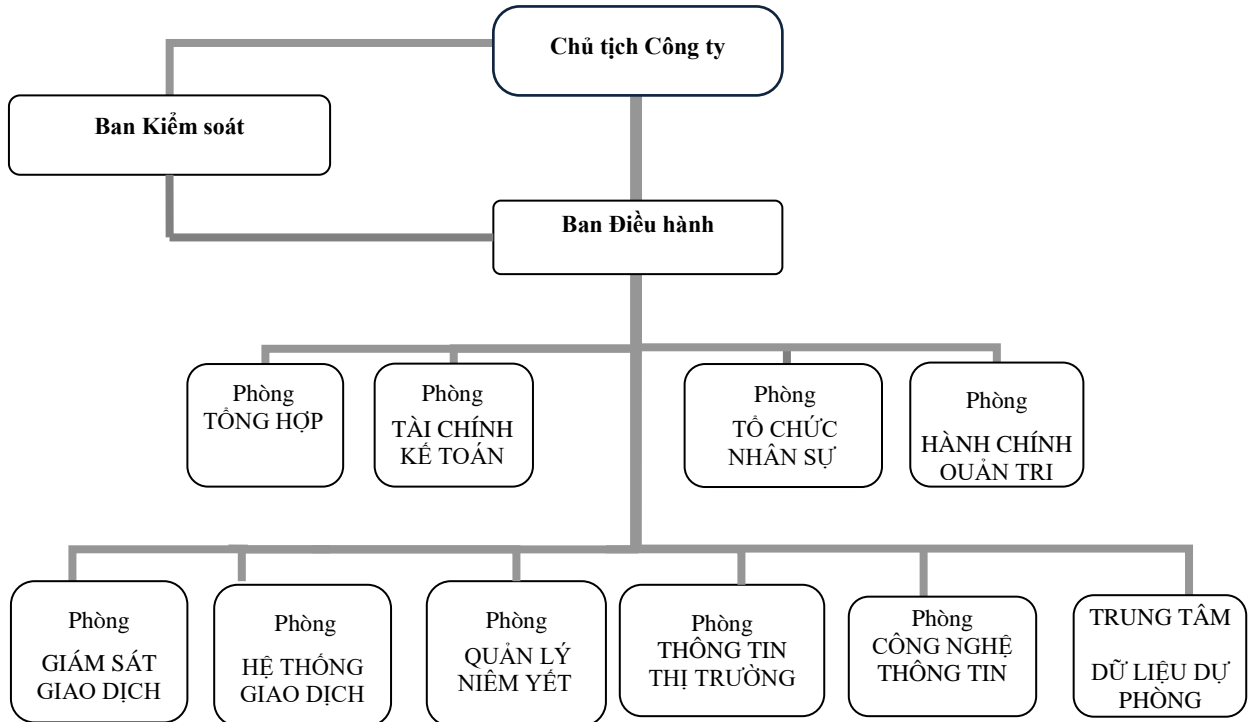 Chủ tịch Công ty
Ban Kiểm soát
Ban Điều hành
Phòng
TỔNG HỢP
Phòng
TÀI CHÍNH
KẾ TOÁN
Phòng
TỔ CHỨC
NHÂN SỰ
Phòng
HÀNH CHÍNH
QUẢN TRỊ
Phòng
GIÁM SÁT
GIAO DỊCH
Phòng
HỆ THỐNG
GIAO DỊCH
Phòng
QUẢN LÝ
NIÊM YẾT
Phòng
THÔNG TIN
THỊ TRƯỜNG
Phòng
CÔNG NGHỆ
THÔNG TIN
TRUNG TÂM
DỮ LIỆU DỰ
PHÒNG